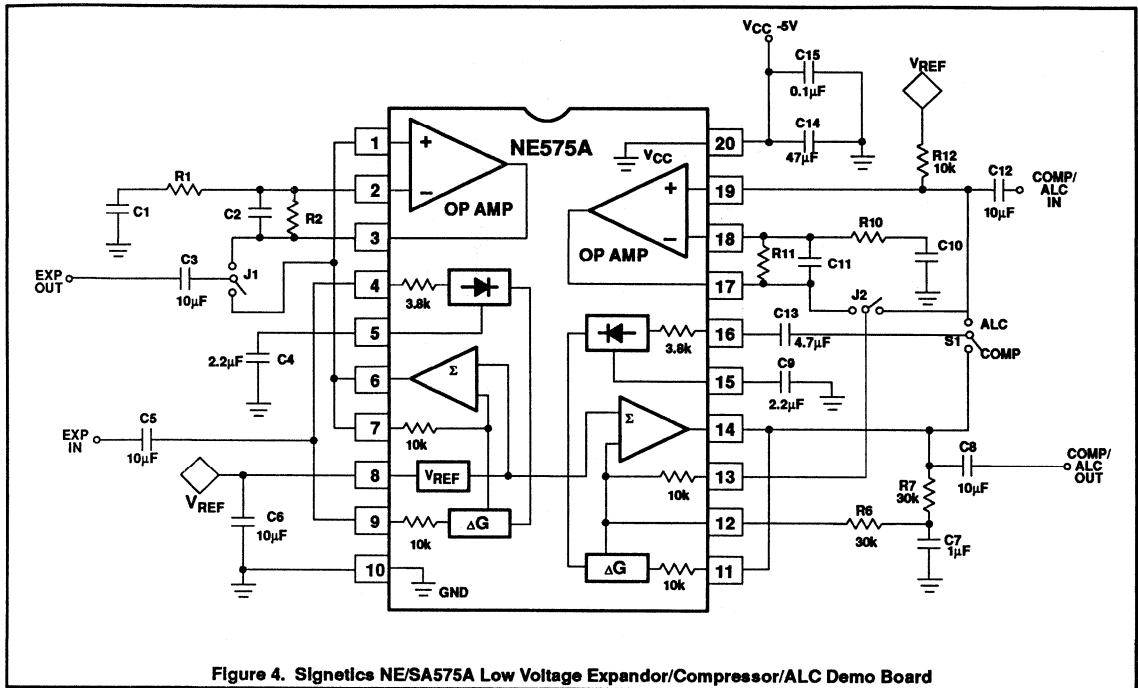 VCC -5V
C15
0.1μF
VREF
C14
47μF
R12
10k
C12
10μF
COMP/
ALC
IN
NE575A
1
+
2
−
OP AMP
3
4
3.8k
5
6
Σ
7
10k
8
VREF
9
10k
ΔG
10
GND
20
VCC
19
+
18
−
OP AMP
17
16
3.8k
15
14
Σ
13
10k
12
11
ΔG
10k
R1
C1
C2
R2
C3
10μF
EXP
OUT
J1
2.2μF
C4
EXP
IN
C5
10μF
VREF
C6
10μF
R10
R11
C11
C10
J2
C13
4.7μF
ALC
S1
COMP
C9
2.2μF
C8
10μF
COMP/
ALC
OUT
R7
30k
R6
30k
C7
1μF
Figure 4. Signetics NE/SA575A Low Voltage Expandor/Compressor/ALC Demo Board